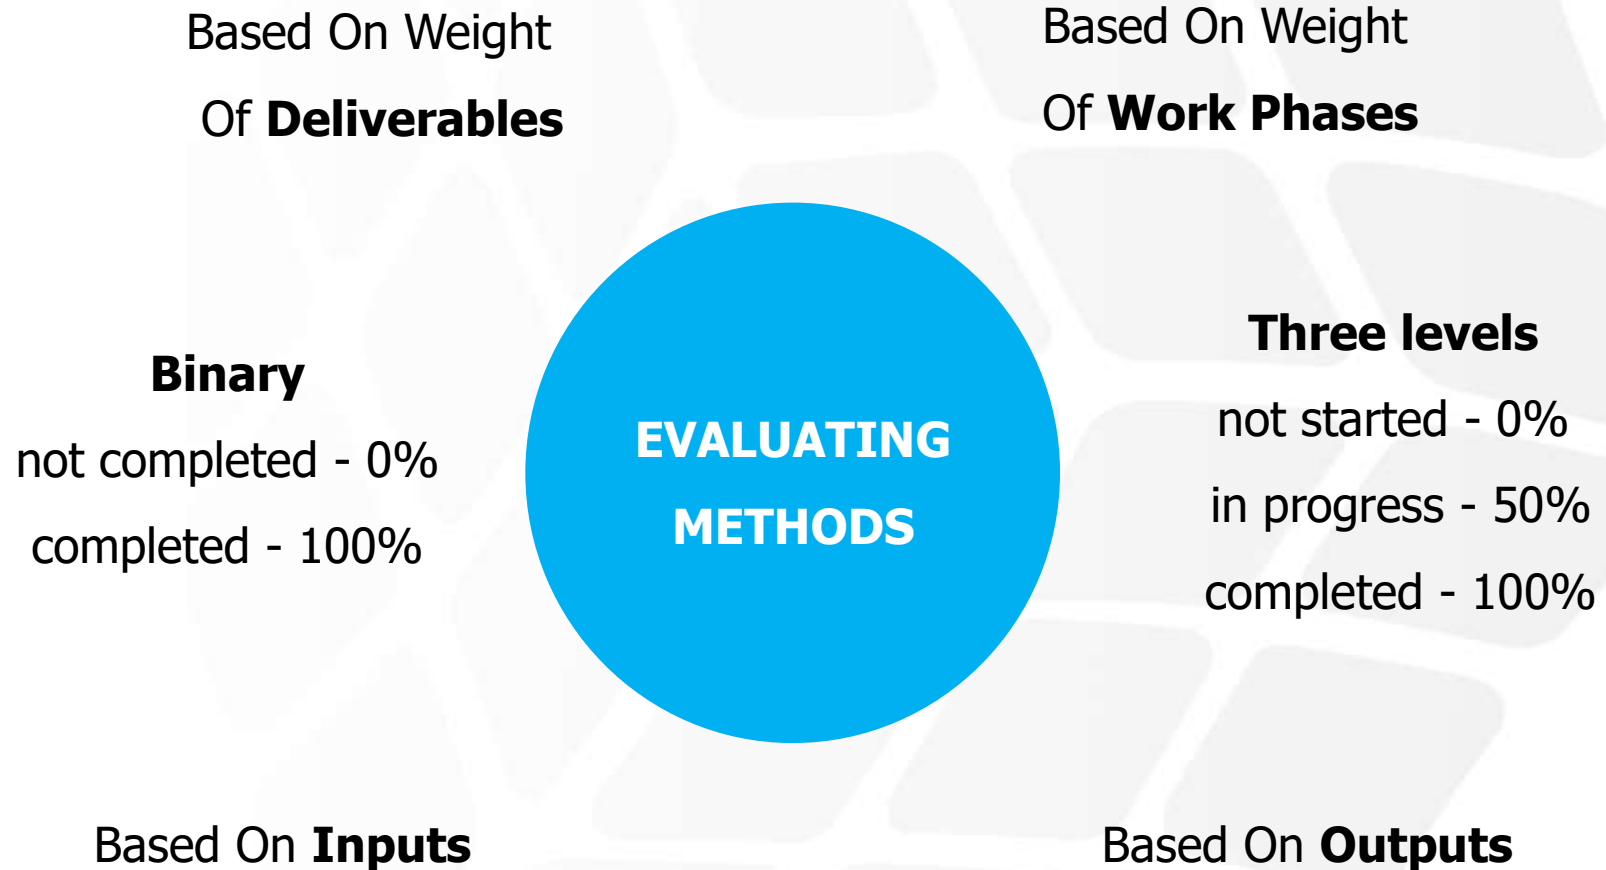 Based On Weight
Of Deliverables
Based On Weight
Of Work Phases
Binary
not completed - 0%
completed - 100%
EVALUATING
METHODS
Three levels
not started - 0%
in progress - 50%
completed - 100%
Based On Inputs
Based On Outputs